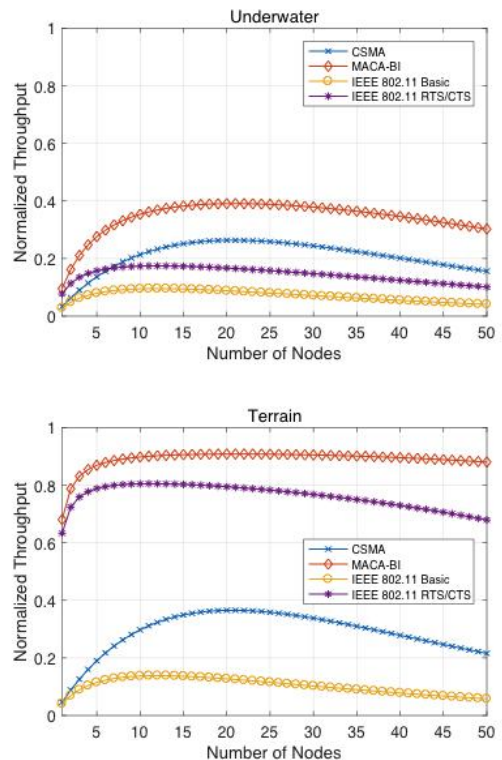 Underwater
1
0.8
0.6
0.4
0.2
0
Normalized Throughput
CSMA
MACA-BI
IEEE 802.11 Basic
IEEE 802.11 RTS/CTS
5 10 15 20 25 30 35 40 45 50
Number of Nodes
Terrain
1
0.8
0.6
0.4
0.2
0
Normalized Throughput
CSMA
MACA-BI
IEEE 802.11 Basic
IEEE 802.11 RTS/CTS
5 10 15 20 25 30 35 40 45 50
Number of Nodes